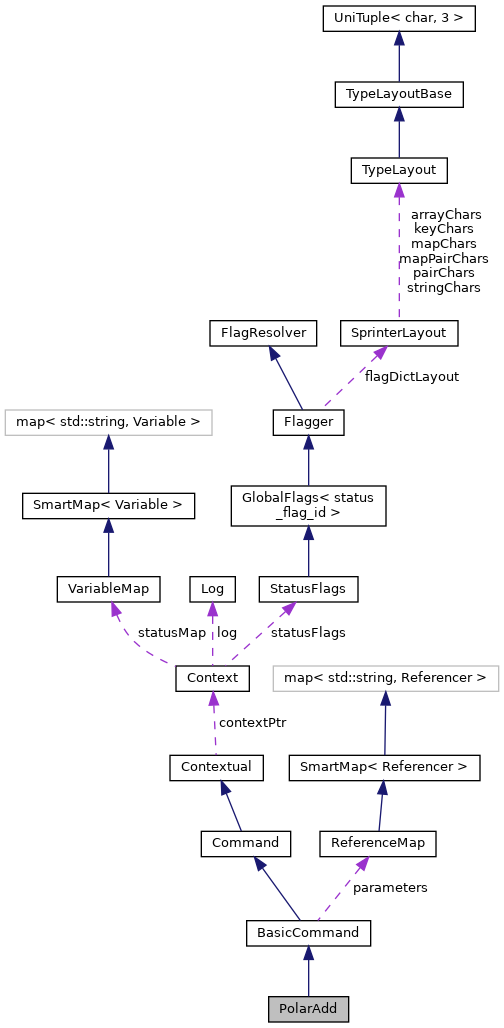 UniTuple< char, 3 >
TypeLayoutBase
TypeLayout
arrayChars
keyChars
mapChars
mapPairChars
pairChars
stringChars
FlagResolver
SprinterLayout
flagDictLayout
map< std::string, Variable >
Flagger
SmartMap< Variable >
GlobalFlags< status
_flag_id >
VariableMap
Log
StatusFlags
statusMap
log
statusFlags
Context
map< std::string, Referencer >
contextPtr
Contextual
SmartMap< Referencer >
Command
ReferenceMap
parameters
BasicCommand
PolarAdd